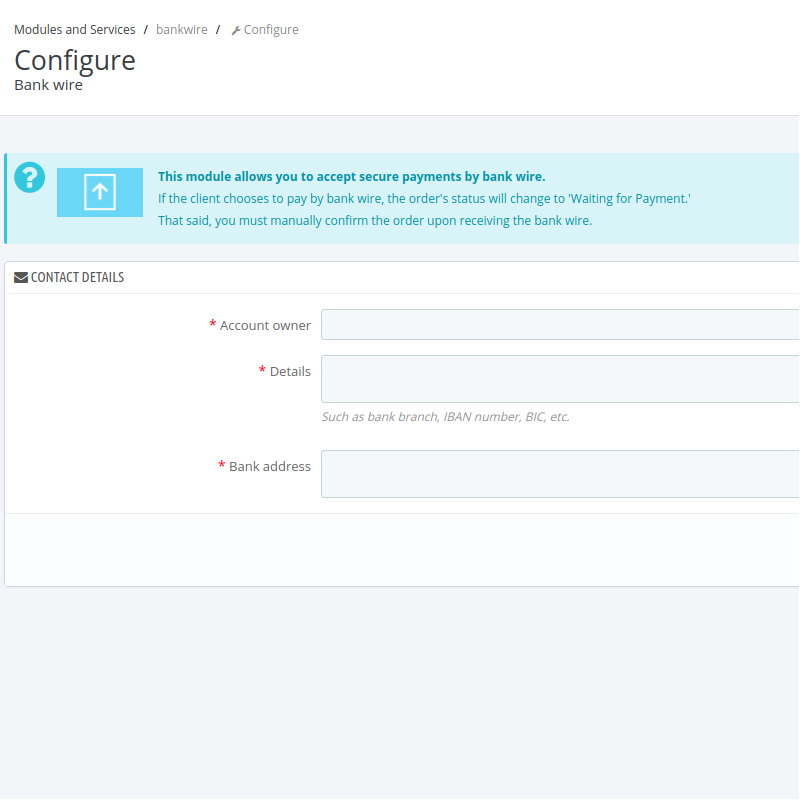 Modules and Services / bankwire / Configure
Configure
Bank wire
?
This module allows you to accept secure payments by bank wire.
If the client chooses to pay by bank wire, the order's status will change to 'Waiting for Payment.'
That said, you must manually confirm the order upon receiving the bank wire.
CONTACT DETAILS
* Account owner
* Details
Such as bank branch, IBAN number, BIC, etc.
* Bank address